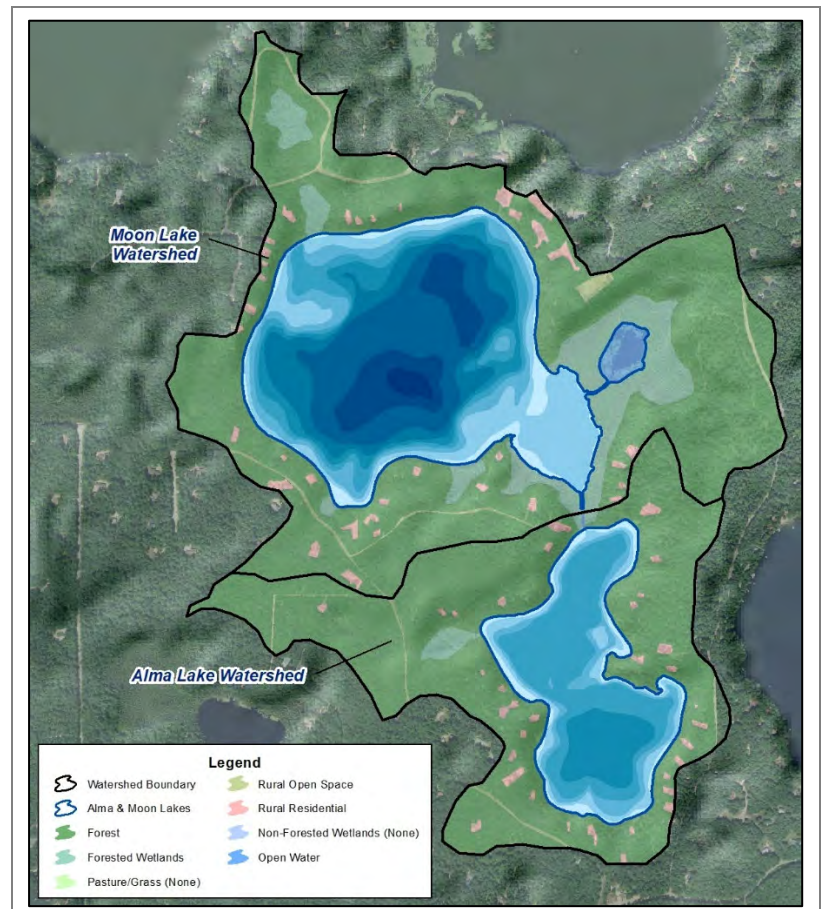 Moon Lake
Watershed
Alma Lake Watershed
Legend
Watershed Boundary
Alma & Moon Lakes
Forest
Forested Wetlands
Pasture/Grass (None)
Rural Open Space
Rural Residential
Non-Forested Wetlands (None)
Open Water